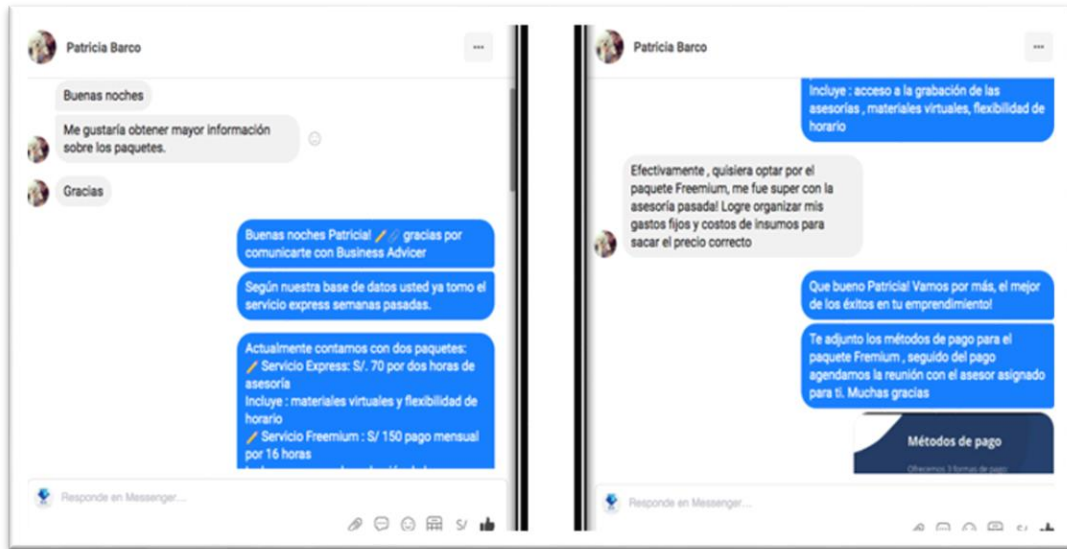 Patricia Barco
Buenas noches
Me gustaría obtener mayor información
sobre los paquetes.
Gracias
Buenas noches Patricia! gracias por
comunicarte con Business Advicer
Según nuestra base de datos usted ya tomo el
servicio express semanas pasadas.
Actualmente contamos con dos paquetes:
Servicio Express: S/. 70 por dos horas de
asesoría
Incluye : materiales virtuales y flexibilidad de
horario
Servicio Freemium : S/ 150 pago mensual
por 16 horas
Responde en Messenger...
S/
Patricia Barco
Incluye : acceso a la grabación de las
asesorías , materiales virtuales, flexibilidad de
horario
Efectivamente , quisiera optar por el
paquete Freemium, me fue super con la
asesoría pasada! Logre organizar mis
gastos fijos y costos de insumos para
sacar el precio correcto
Que bueno Patricia! Vamos por más, el mejor
de los éxitos en tu emprendimiento!
Te adjunto los métodos de pago para el
paquete Fremium , seguido del pago
agendamos la reunión con el asesor asignado
para ti. Muchas gracias
Métodos de pago
Ofrecemos 3 formas de pago:
Responde en Messenger...